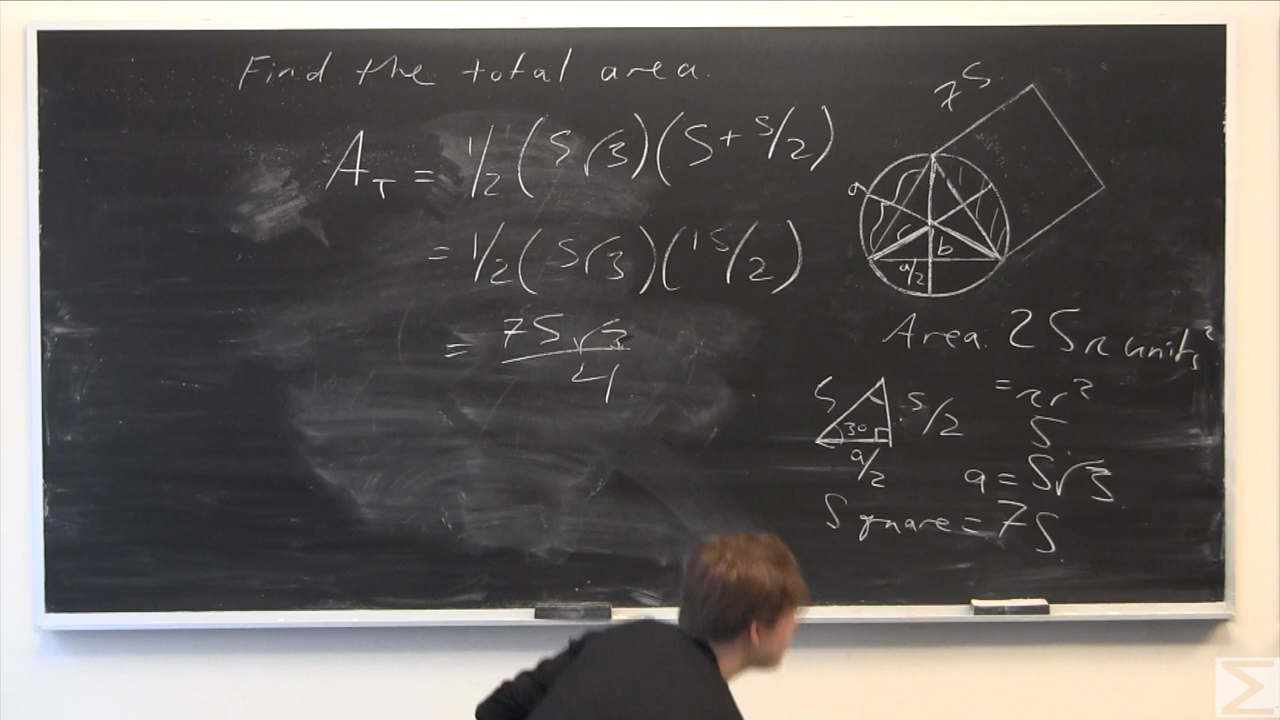 Find the total area.
A_T = 1/2 (5√3)(5 + 5/2)
= 1/2 (5√3)(15/2)
= 75√3/4
75
a
r
b
a/2
Area: 25π units²
= πr²
5
5
5/2
30
a/2
a = 5√3
Square = 75
Σ